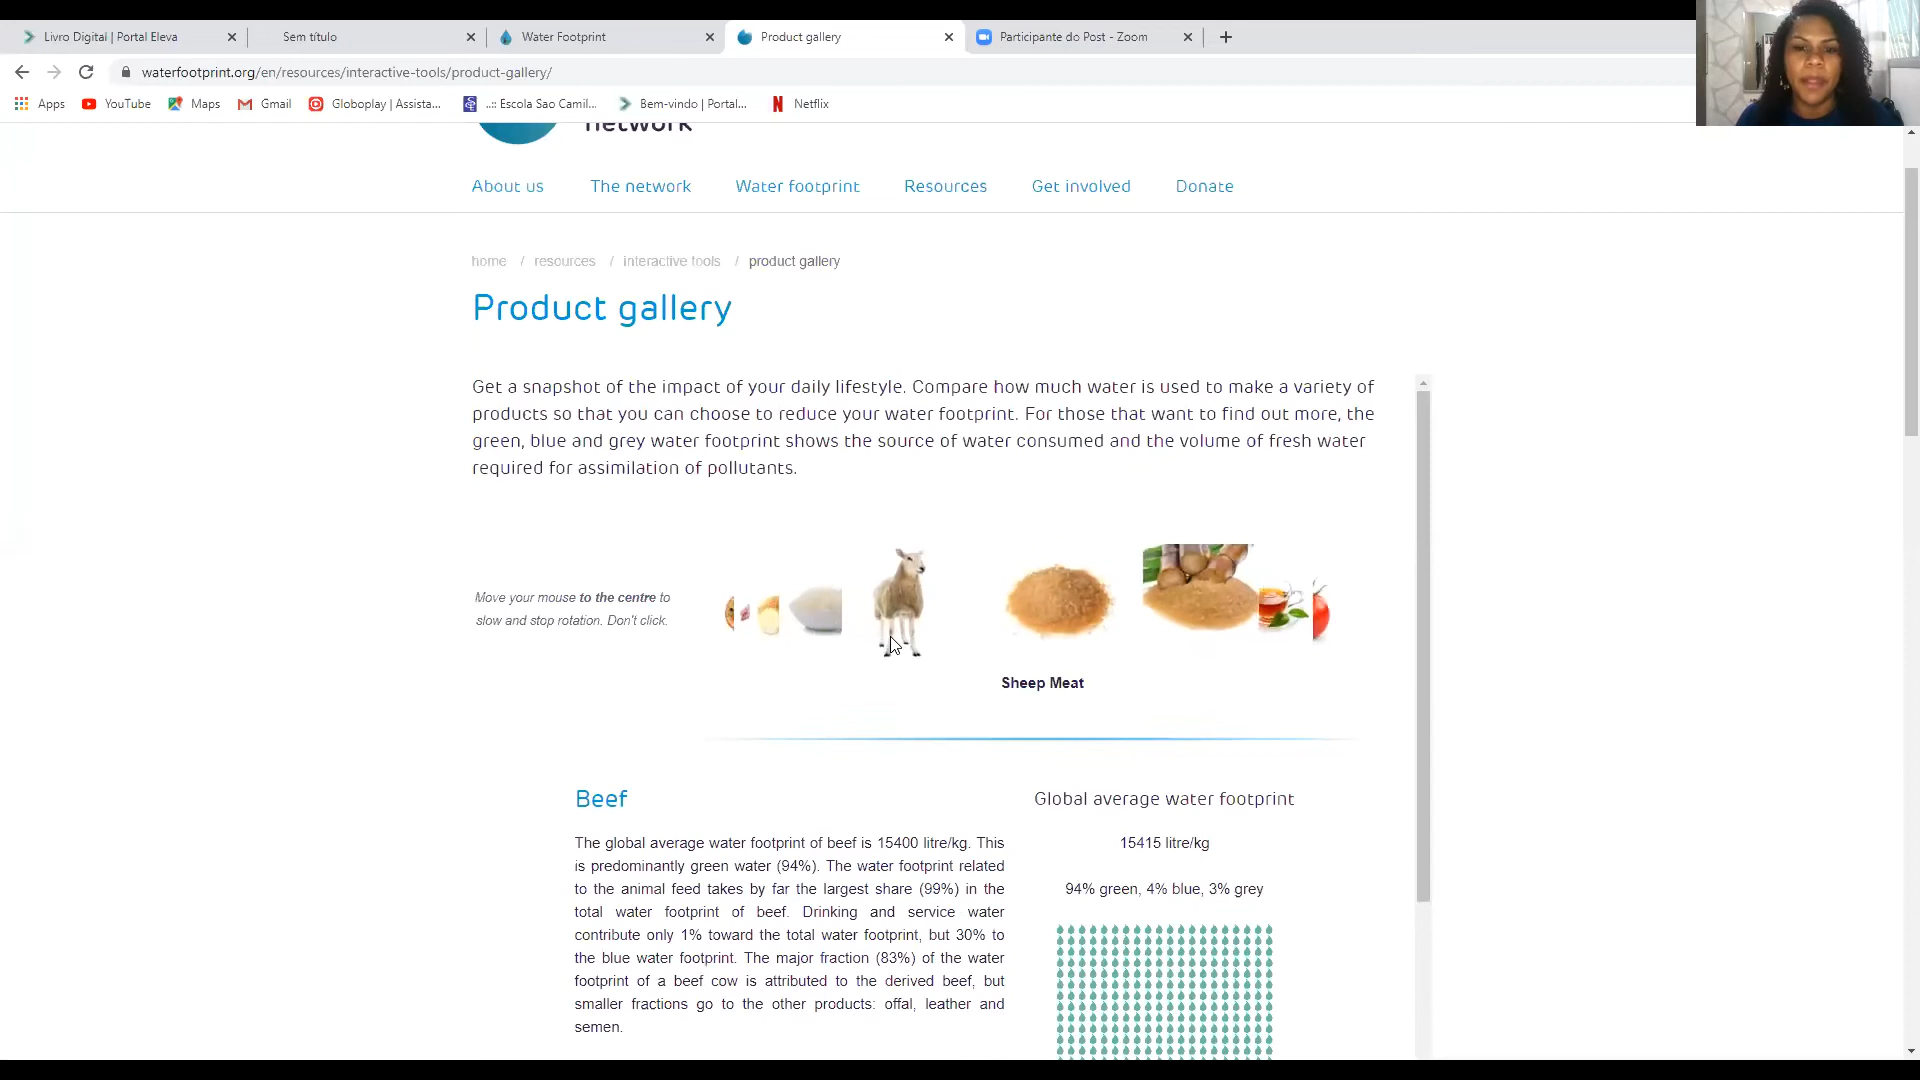 Livro Digital | Portal Eleva
Sem título
Water Footprint
Product gallery
Participante do Post - Zoom
waterfootprint.org/en/resources/interactive-tools/product-gallery/
Apps
YouTube
Maps
Gmail
Globoplay | Assista...
..:: Escola Sao Camil...
Bem-vindo | Portal...
Netflix
network
About us
The network
Water footprint
Resources
Get involved
Donate
home / resources / interactive tools / product gallery
Product gallery
Get a snapshot of the impact of your daily lifestyle. Compare how much water is used to make a variety of
products so that you can choose to reduce your water footprint. For those that want to find out more, the
green, blue and grey water footprint shows the source of water consumed and the volume of fresh water
required for assimilation of pollutants.
Move your mouse to the centre to
slow and stop rotation. Don't click.
Sheep Meat
Beef
The global average water footprint of beef is 15400 litre/kg. This
is predominantly green water (94%). The water footprint related
to the animal feed takes by far the largest share (99%) in the
total water footprint of beef. Drinking and service water
contribute only 1% toward the total water footprint, but 30% to
the blue water footprint. The major fraction (83%) of the water
footprint of a beef cow is attributed to the derived beef, but
smaller fractions go to the other products: offal, leather and
semen.
Global average water footprint
15415 litre/kg
94% green, 4% blue, 3% grey